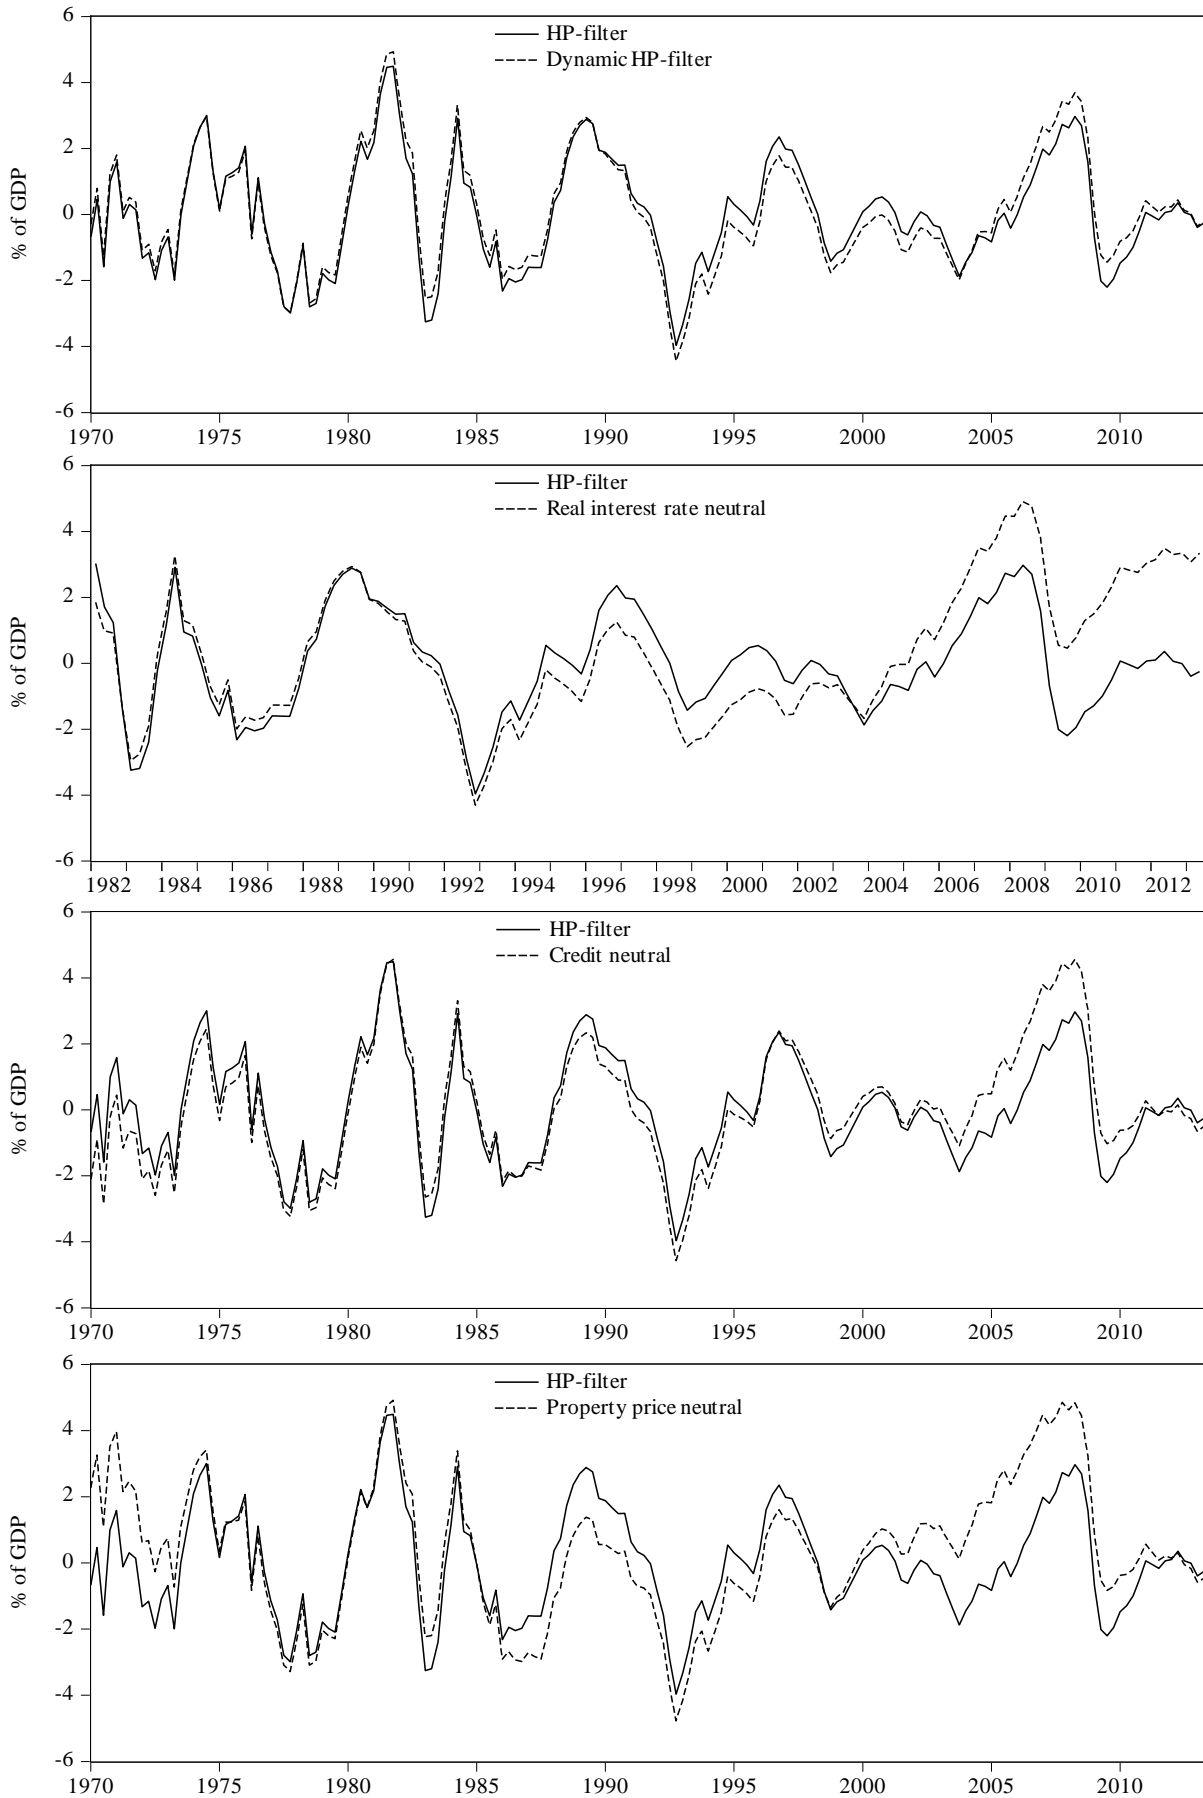 HP-filter
Dynamic HP-filter
% of GDP
6
4
2
0
-2
-4
-6
1970 1975 1980 1985 1990 1995 2000 2005 2010
HP-filter
Real interest rate neutral
% of GDP
6
4
2
0
-2
-4
-6
1982 1984 1986 1988 1990 1992 1994 1996 1998 2000 2002 2004 2006 2008 2010 2012
HP-filter
Credit neutral
% of GDP
6
4
2
0
-2
-4
-6
1970 1975 1980 1985 1990 1995 2000 2005 2010
HP-filter
Property price neutral
% of GDP
6
4
2
0
-2
-4
-6
1970 1975 1980 1985 1990 1995 2000 2005 2010